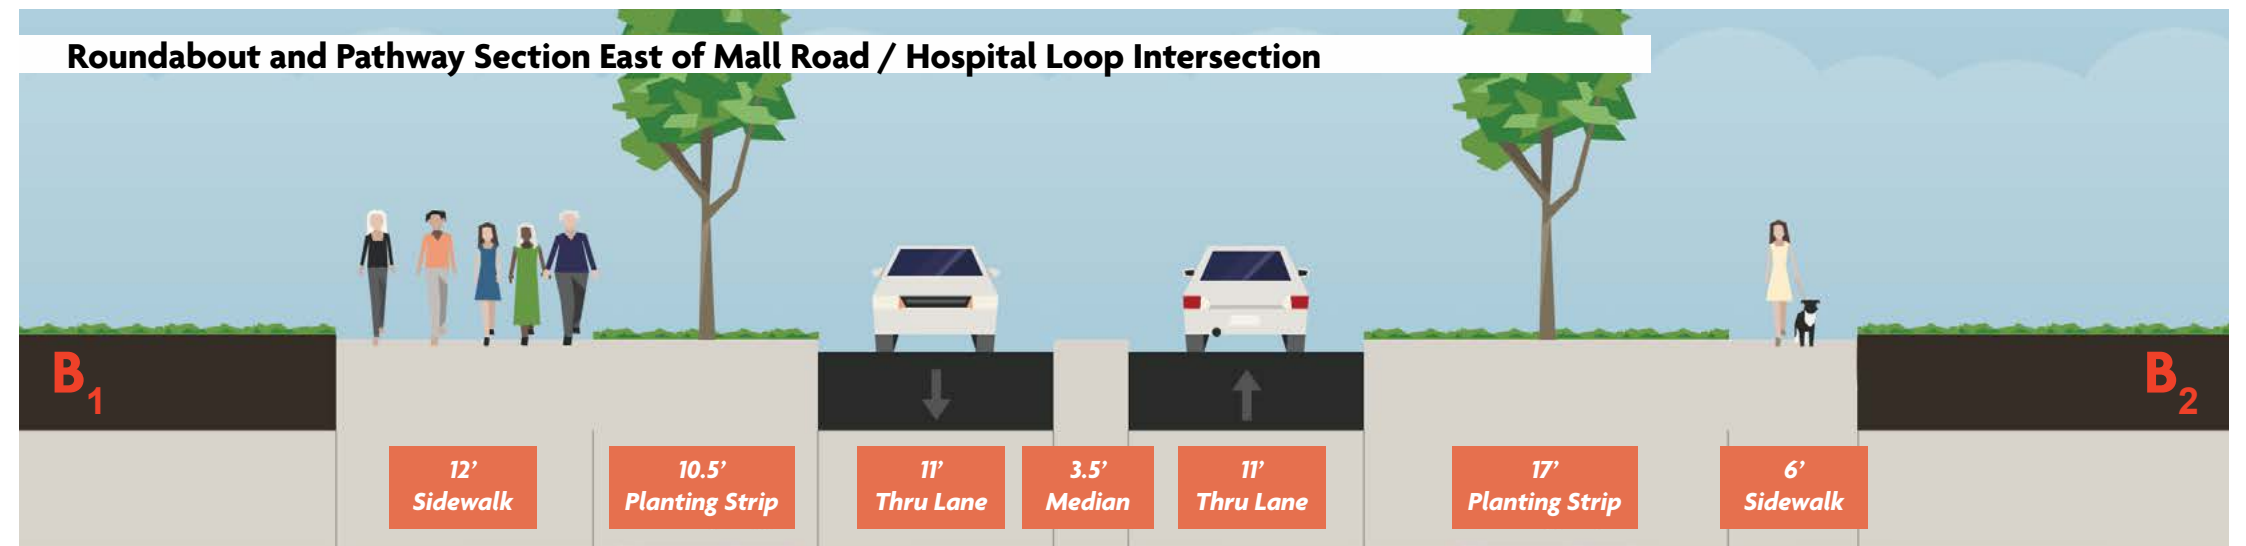 Roundabout and Pathway Section East of Mall Road / Hospital Loop Intersection
B1
B2
12’
Sidewalk
10.5’
Planting Strip
11’
Thru Lane
3.5’
Median
11’
Thru Lane
17’
Planting Strip
6’
Sidewalk